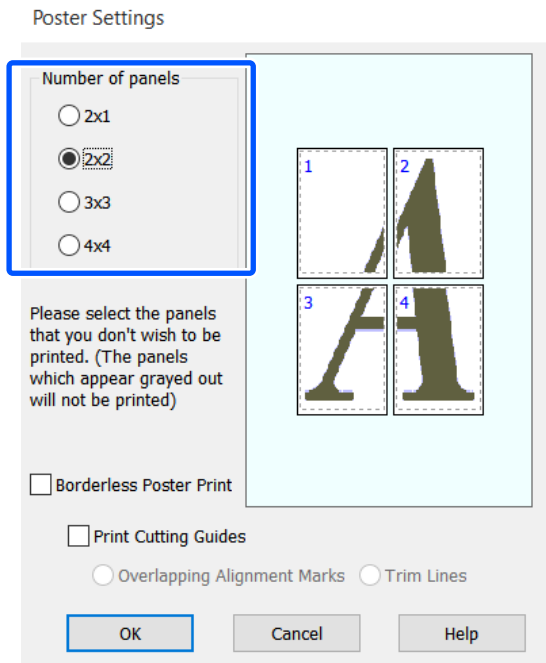 Poster Settings
Number of panels
2x1
2x2
3x3
4x4
1
2
3
4
Please select the panels
that you don't wish to be
printed. (The panels
which appear grayed out
will not be printed)
Borderless Poster Print
Print Cutting Guides
Overlapping Alignment Marks
Trim Lines
OK
Cancel
Help